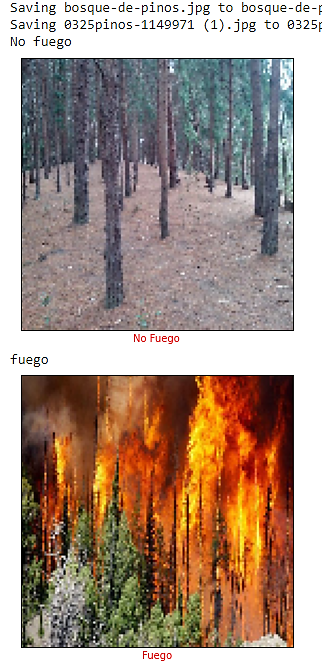 Saving bosque-de-pinos.jpg to bosque-de-p
Saving 0325pinos-1149971 (1).jpg to 0325p
No fuego
No Fuego
fuego
Fuego